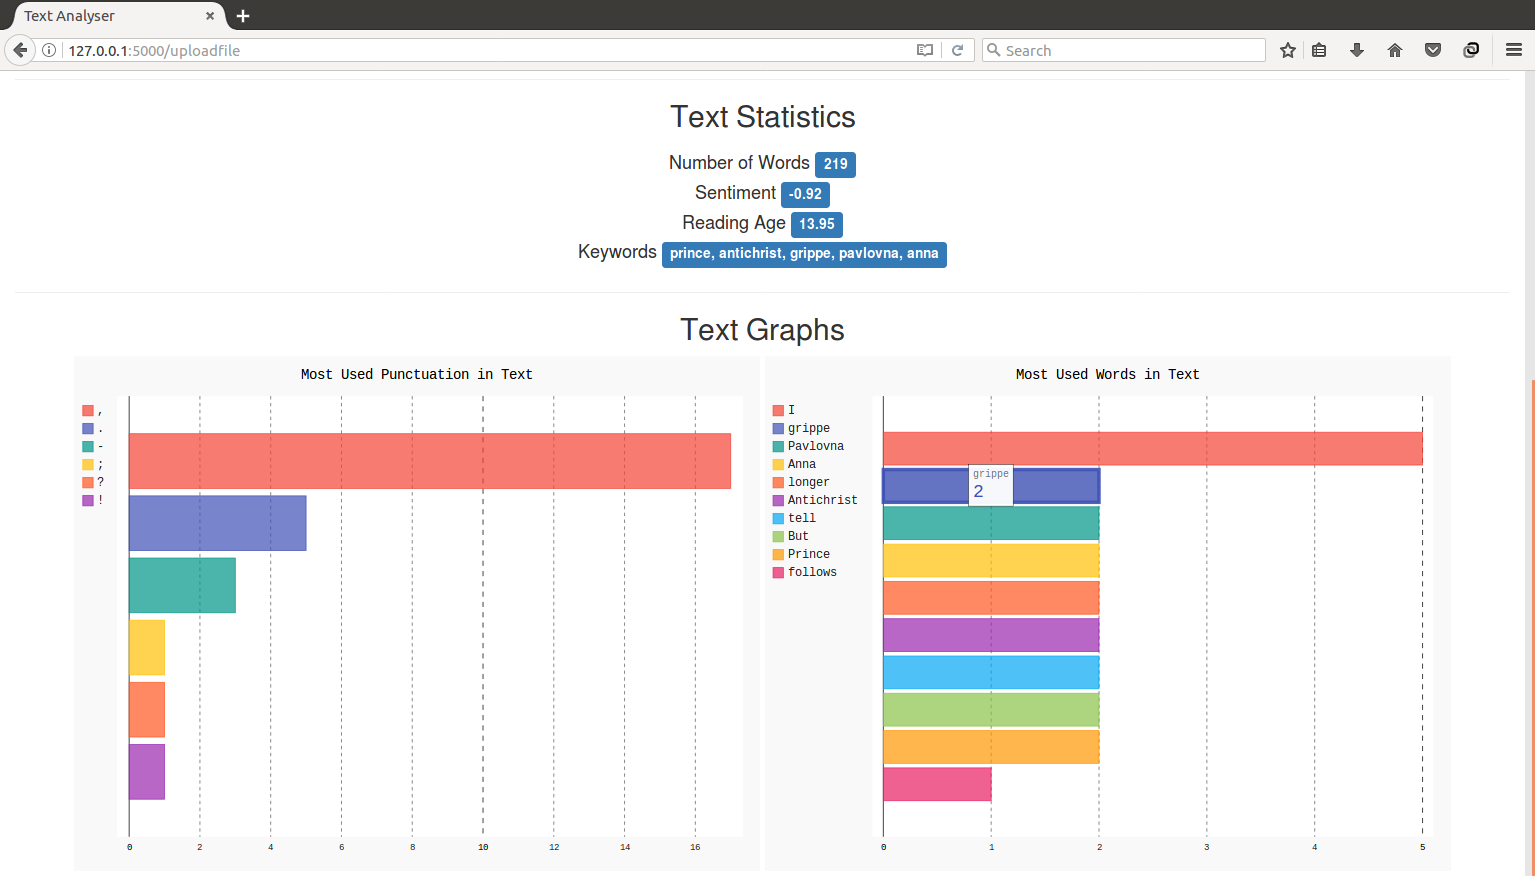 Text Analyser
127.0.0.1:5000/uploadfile
Search
Text Statistics
Number of Words 219
Sentiment -0.92
Reading Age 13.95
Keywords prince, antichrist, grippe, pavlovna, anna
Text Graphs
Most Used Punctuation in Text
,
.
-
;
?
!
0 2 4 6 8 10 12 14 16
Most Used Words in Text
I
grippe
Pavlovna
Anna
longer
Antichrist
tell
But
Prince
follows
grippe
2
0 1 2 3 4 5